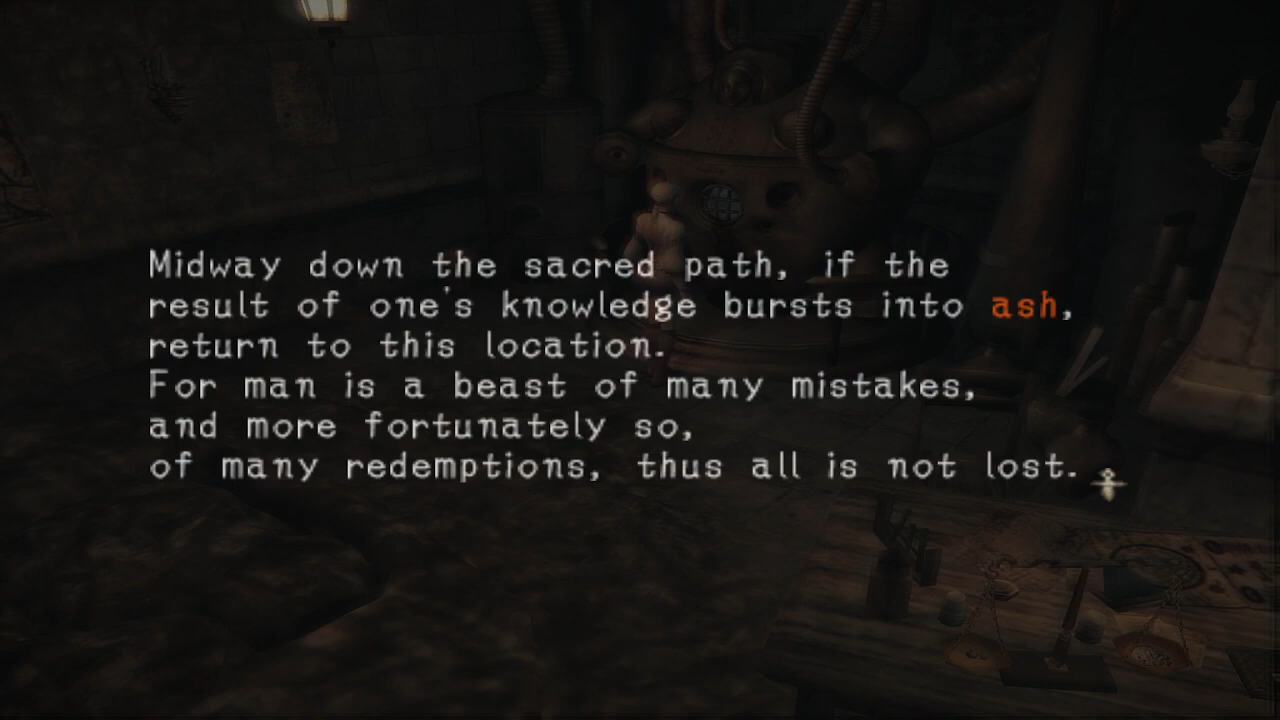 Midway down the sacred path, if the
result of one's knowledge bursts into ash,
return to this location.
For man is a beast of many mistakes,
and more fortunately so,
of many redemptions, thus all is not lost.